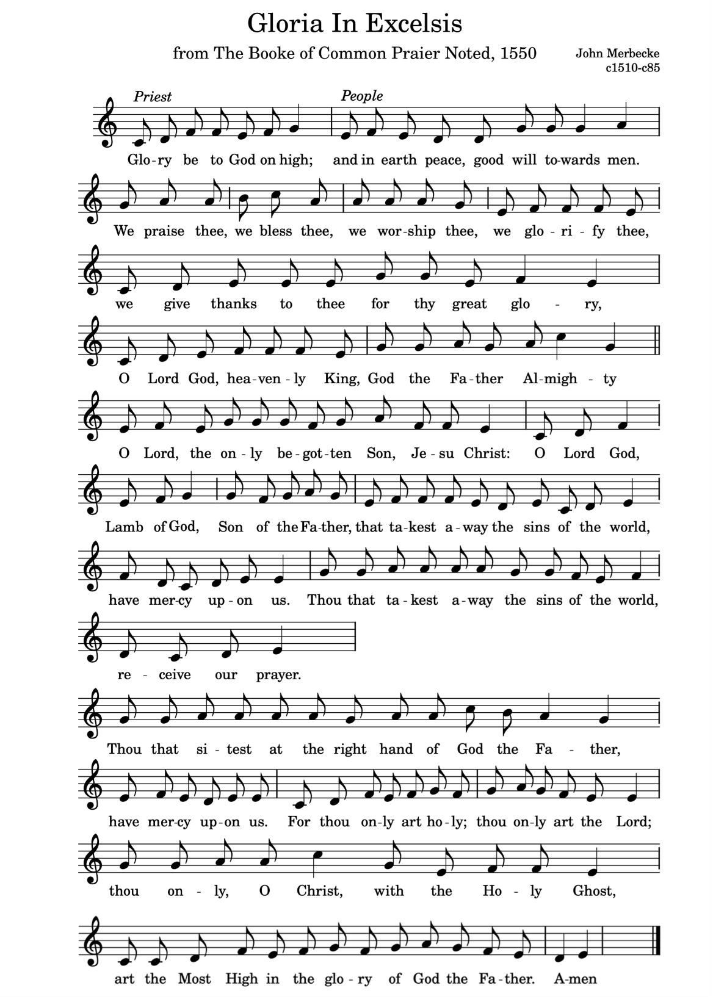 Gloria In Excelsis
from The Booke of Common Praier Noted, 1550
John Merbecke
c1510-c85
Priest People
Glo-ry be to God on high; and in earth peace, good will to-wards men.
We praise thee, we bless thee, we wor-ship thee, we glo-ri-fy thee,
we give thanks to thee for thy great glo-ry,
O Lord God, hea-ven-ly King, God the Fa-ther Al-migh-ty
O Lord, the on-ly be-got-ten Son, Je-su Christ: O Lord God,
Lamb of God, Son of the Fa-ther, that ta-kest a-way the sins of the world,
have mer-cy up-on us. Thou that ta-kest a-way the sins of the world,
re-ceive our prayer.
Thou that si-test at the right hand of God the Fa-ther,
have mer-cy up-on us. For thou on-ly art ho-ly; thou on-ly art the Lord;
thou on-ly, O Christ, with the Ho-ly Ghost,
art the Most High in the glo-ry of God the Fa-ther. A-men